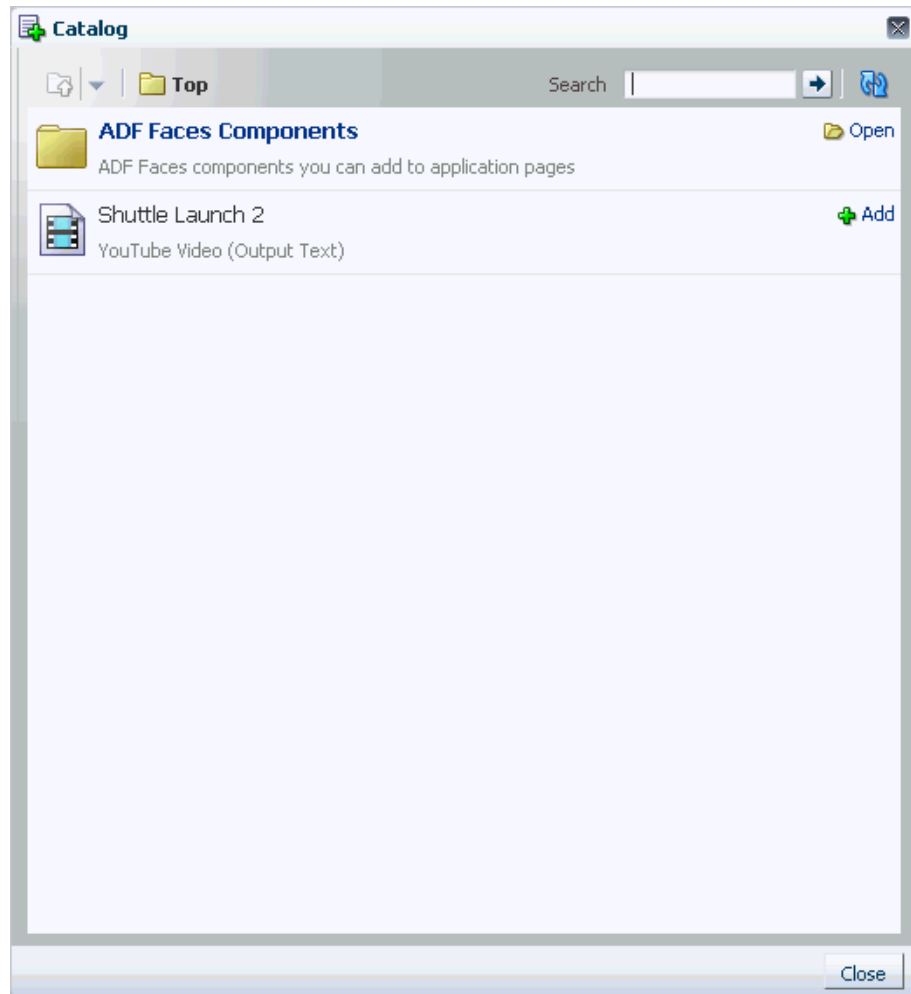 Catalog
Top Search
ADF Faces Components Open
ADF Faces components you can add to application pages
Shuttle Launch 2 Add
YouTube Video (Output Text)
Close